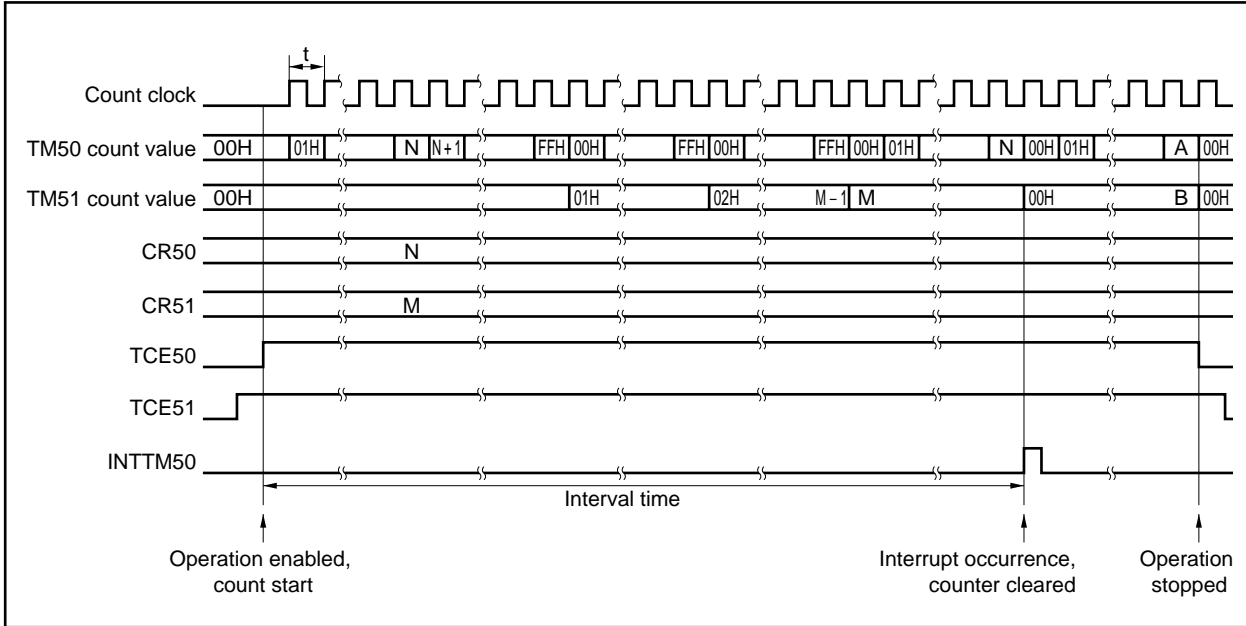 t
Count clock
TM50 count value 00H 01H N N + 1 FFH 00H FFH 00H FFH 00H 01H N 00H 01H A 00H
TM51 count value 00H 01H 02H M − 1 M 00H B 00H
CR50 N
CR51 M
TCE50
TCE51
INTTM50
Interval time
Operation enabled,
count start
Interrupt occurrence,
counter cleared
Operation
stopped